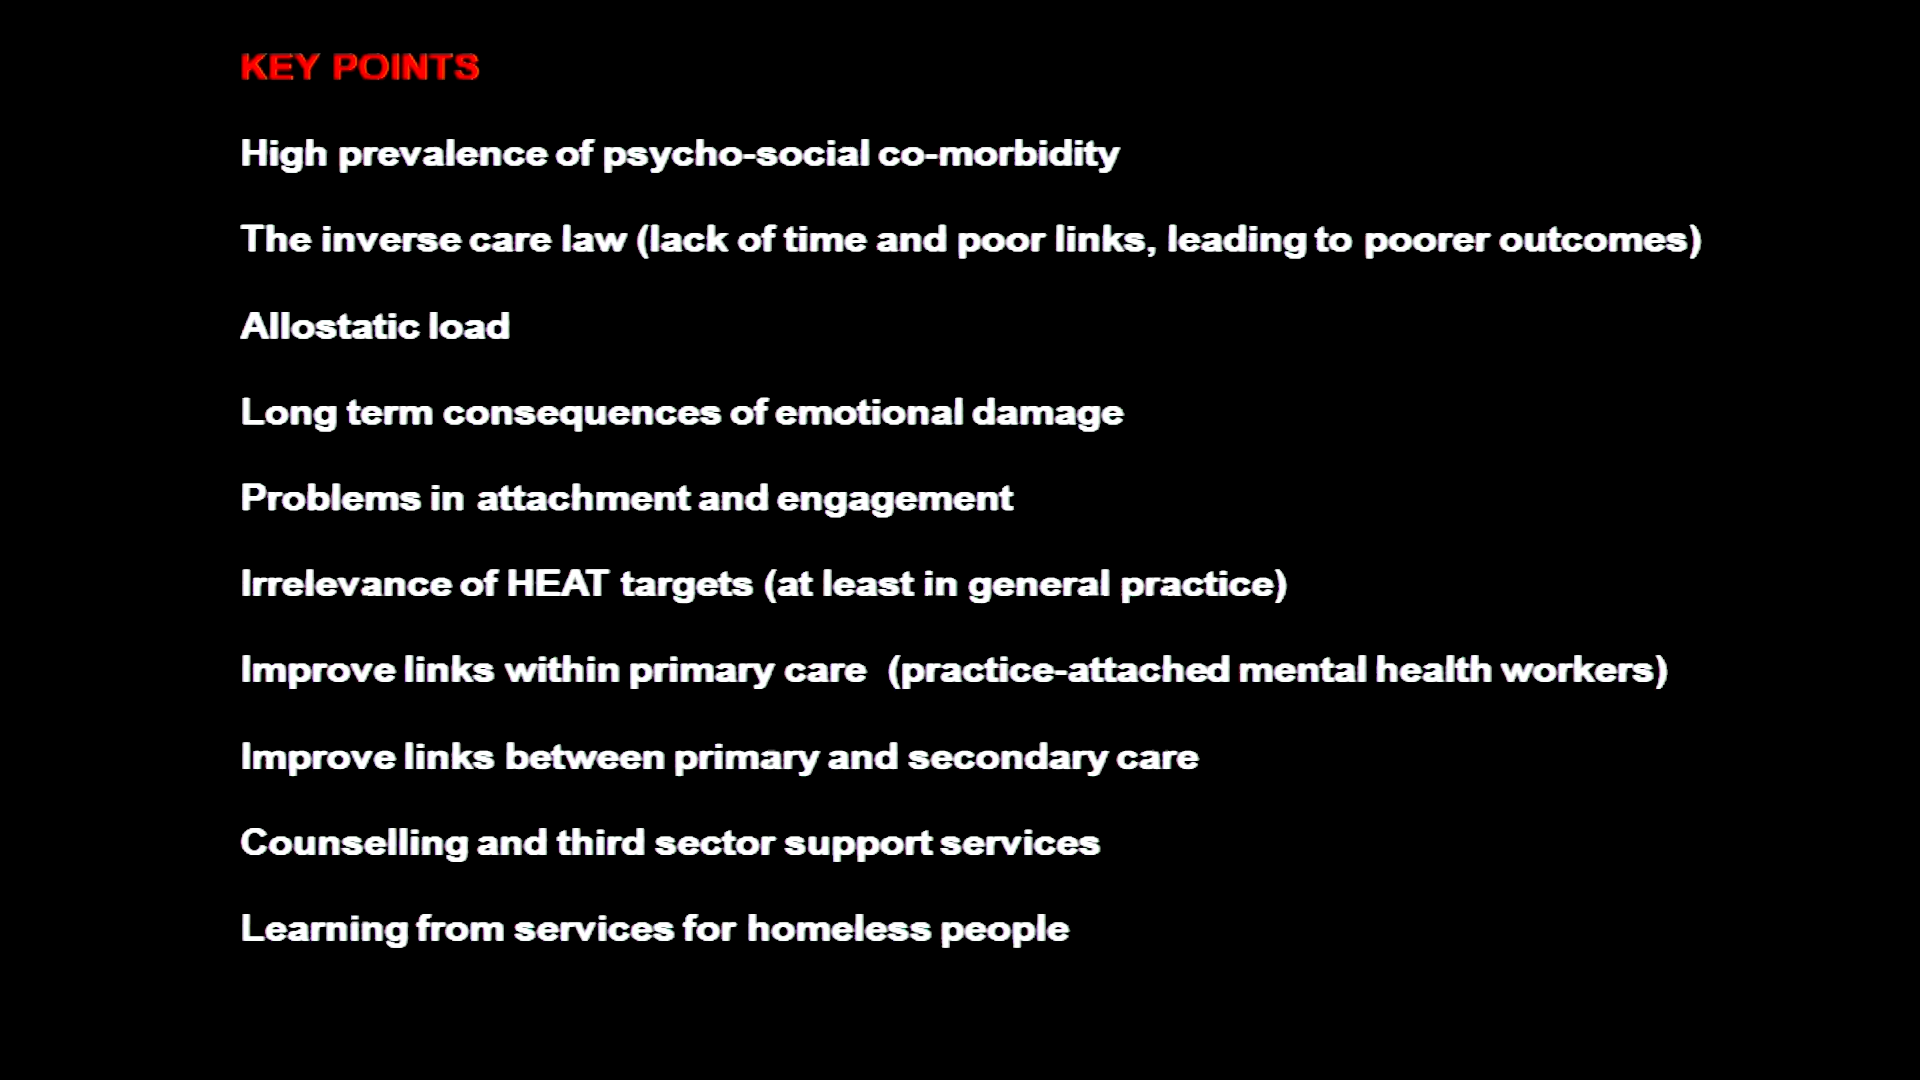 KEY POINTS
High prevalence of psycho-social co-morbidity
The inverse care law (lack of time and poor links, leading to poorer outcomes)
Allostatic load
Long term consequences of emotional damage
Problems in attachment and engagement
Irrelevance of HEAT targets (at least in general practice)
Improve links within primary care (practice-attached mental health workers)
Improve links between primary and secondary care
Counselling and third sector support services
Learning from services for homeless people